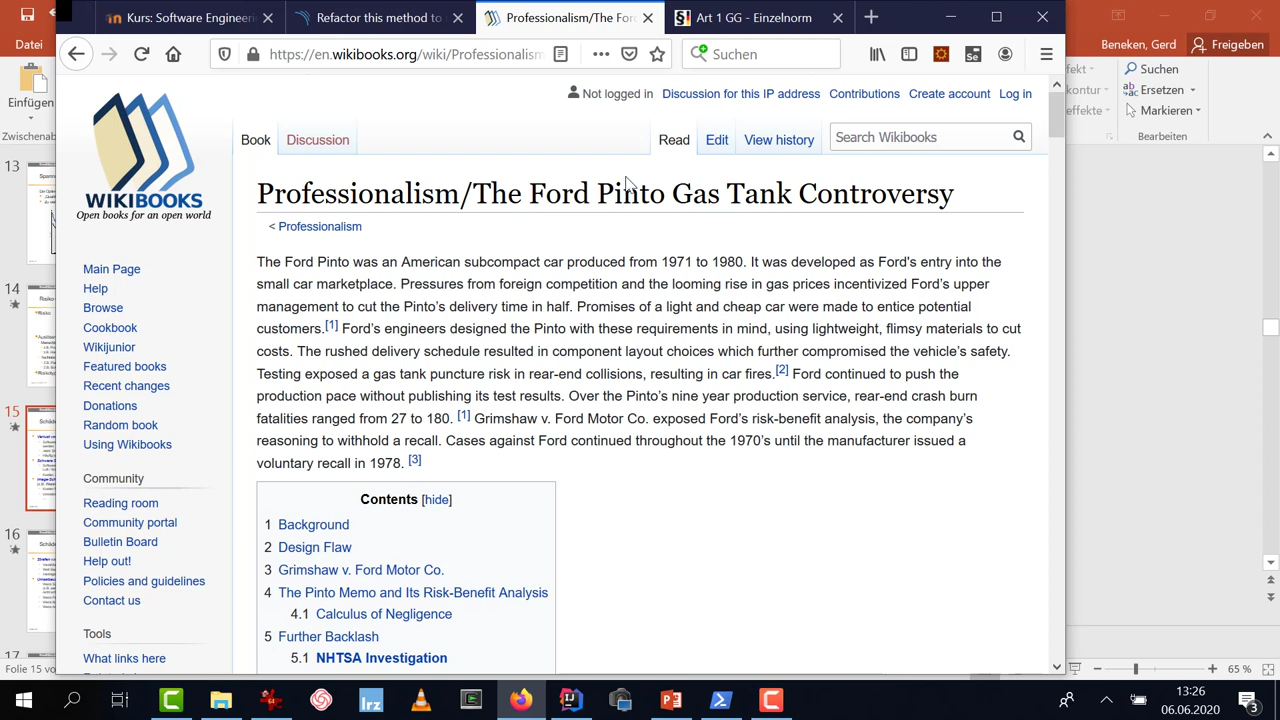 Kurs: Software Engineeri
Refactor this method to
Professionalism/The For
Art 1 GG - Einzelnorm
Datei
Beneken, Gerd
Freigeben
https://en.wikibooks.org/wiki/Professionalism
Suchen
Einfügen
Zwischenab
Suchen
Ersetzen
Markieren
Bearbeiten
fekt
kontur
effekte
Not logged in Discussion for this IP address Contributions Create account Log in
Book Discussion Read Edit View history Search Wikibooks
WIKIBOOKS
Open books for an open world
Professionalism/The Ford Pinto Gas Tank Controversy
< Professionalism
The Ford Pinto was an American subcompact car produced from 1971 to 1980. It was developed as Ford's entry into the
small car marketplace. Pressures from foreign competition and the looming rise in gas prices incentivized Ford's upper
management to cut the Pinto's delivery time in half. Promises of a light and cheap car were made to entice potential
customers.[1] Ford's engineers designed the Pinto with these requirements in mind, using lightweight, flimsy materials to cut
costs. The rushed delivery schedule resulted in component layout choices which further compromised the vehicle's safety.
Testing exposed a gas tank puncture risk in rear-end collisions, resulting in car fires.[2] Ford continued to push the
production pace without publishing its test results. Over the Pinto's nine year production service, rear-end crash burn
fatalities ranged from 27 to 180. [1] Grimshaw v. Ford Motor Co. exposed Ford's risk-benefit analysis, the company's
reasoning to withhold a recall. Cases against Ford continued throughout the 1970's until the manufacturer issued a
voluntary recall in 1978. [3]
Contents [hide]
1 Background
2 Design Flaw
3 Grimshaw v. Ford Motor Co.
4 The Pinto Memo and Its Risk-Benefit Analysis
4.1 Calculus of Negligence
5 Further Backlash
5.1 NHTSA Investigation
Main Page
Help
Browse
Cookbook
Wikijunior
Featured books
Recent changes
Donations
Random book
Using Wikibooks
Community
Reading room
Community portal
Bulletin Board
Help out!
Policies and guidelines
Contact us
Tools
What links here
13
14
15
16
17
Folie 15 vo
65 %
lrz
13:26
06.06.2020
3